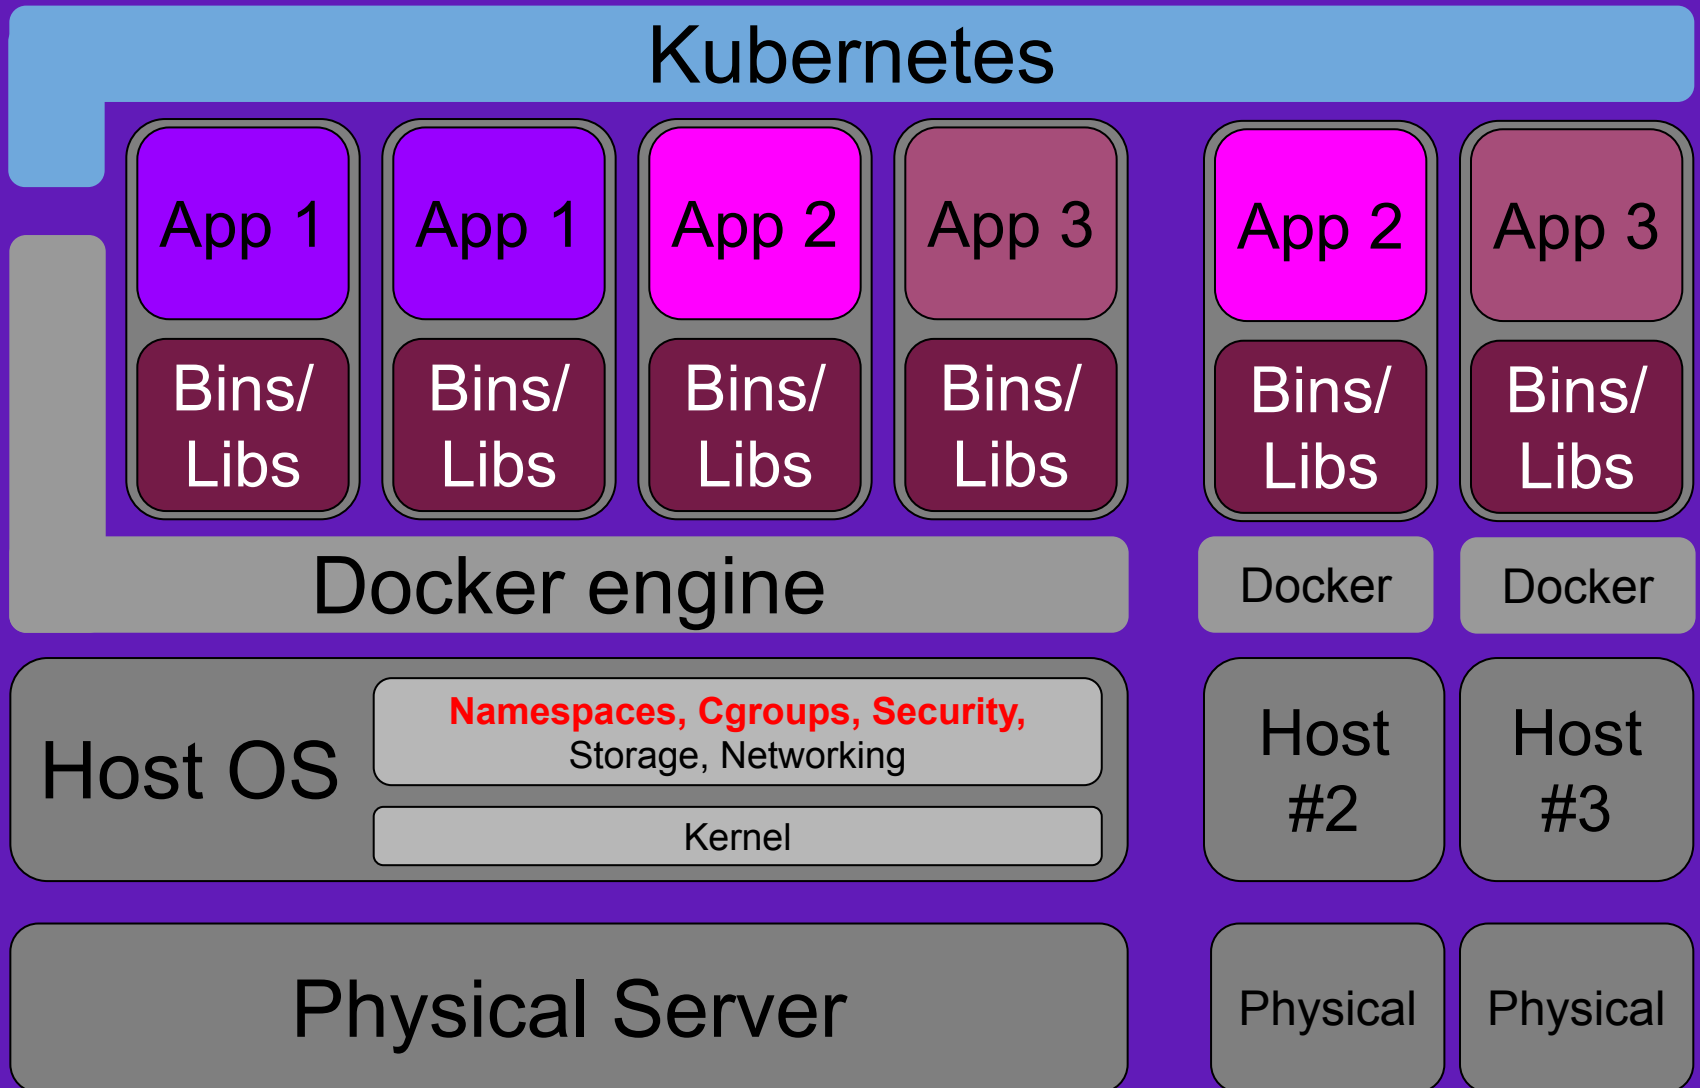 Kubernetes
App 1
App 1
App 2
App 3
App 2
App 3
Bins/
Libs
Bins/
Libs
Bins/
Libs
Bins/
Libs
Bins/
Libs
Bins/
Libs
Docker engine
Docker
Docker
Host OS
Namespaces, Cgroups, Security,
Storage, Networking
Kernel
Host
#2
Host
#3
Physical Server
Physical
Physical